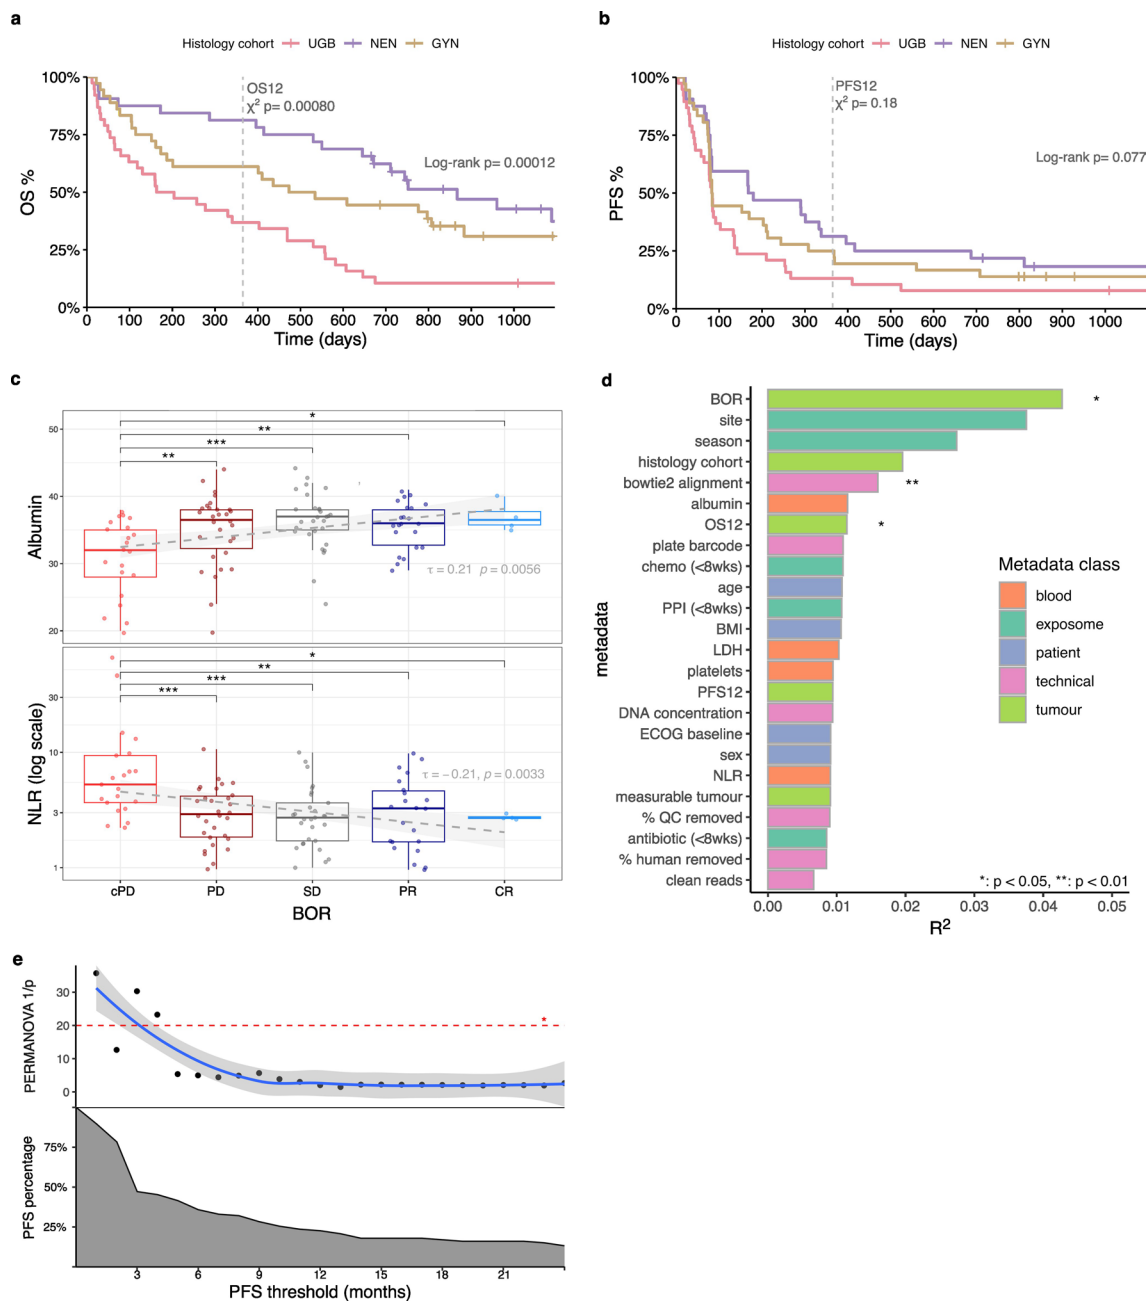 a
Histology cohort UGB NEN GYN
100%
75%
50%
25%
0%
OS %
OS12
χ² p= 0.00080
Log-rank p= 0.00012
0 100 200 300 400 500 600 700 800 900 1000
Time (days)
b
Histology cohort UGB NEN GYN
100%
75%
50%
25%
0%
PFS %
PFS12
χ² p= 0.18
Log-rank p= 0.077
0 100 200 300 400 500 600 700 800 900 1000
Time (days)
c
50
40
30
20
Albumin
*
**
***
**
τ = 0.21 p = 0.0056
30
10
3
1
NLR (log scale)
*
**
***
***
τ = −0.21, p = 0.0033
cPD PD SD PR CR
BOR
d
metadata
BOR *
site
season
histology cohort
bowtie2 alignment **
albumin
OS12 *
plate barcode
chemo (<8wks)
age
PPI (<8wks)
BMI
LDH
platelets
PFS12
DNA concentration
ECOG baseline
sex
NLR
measurable tumour
% QC removed
antibiotic (<8wks)
% human removed
clean reads
Metadata class
blood
exposome
patient
technical
tumour
*: p < 0.05, **: p < 0.01
0.00 0.01 0.02 0.03 0.04 0.05
R²
e
30
20
10
0
PERMANOVA 1/p
*
75%
50%
25%
PFS percentage
3 6 9 12 15 18 21
PFS threshold (months)